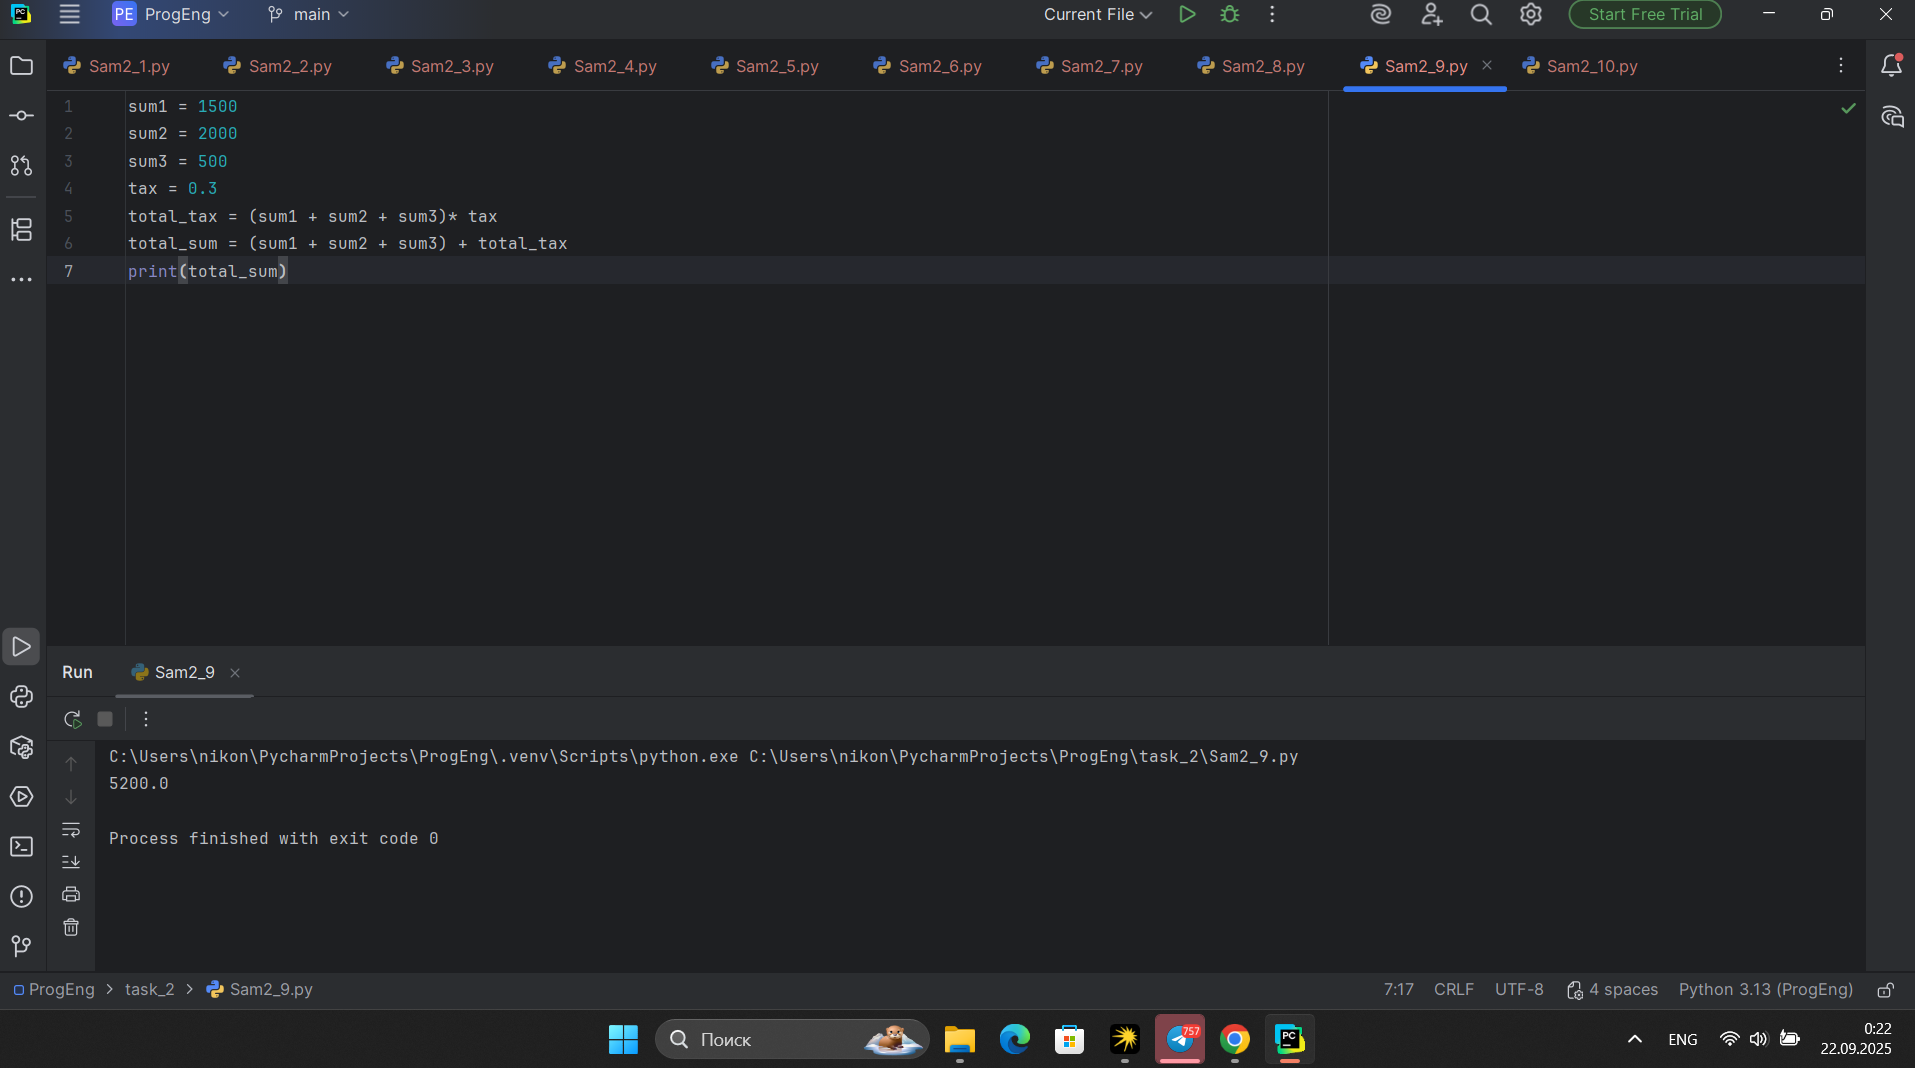 PC PE ProgEng main Current File Start Free Trial
Sam2_1.py Sam2_2.py Sam2_3.py Sam2_4.py Sam2_5.py Sam2_6.py Sam2_7.py Sam2_8.py Sam2_9.py Sam2_10.py
1 sum1 = 1500
2 sum2 = 2000
3 sum3 = 500
4 tax = 0.3
5 total_tax = (sum1 + sum2 + sum3)* tax
6 total_sum = (sum1 + sum2 + sum3) + total_tax
7 print(total_sum)
Run Sam2_9
C:\Users\nikon\PycharmProjects\ProgEng\.venv\Scripts\python.exe C:\Users\nikon\PycharmProjects\ProgEng\task_2\Sam2_9.py
5200.0
Process finished with exit code 0
ProgEng > task_2 > Sam2_9.py 7:17 CRLF UTF-8 4 spaces Python 3.13 (ProgEng)
Поиск 757 PC ENG 0:22
22.09.2025